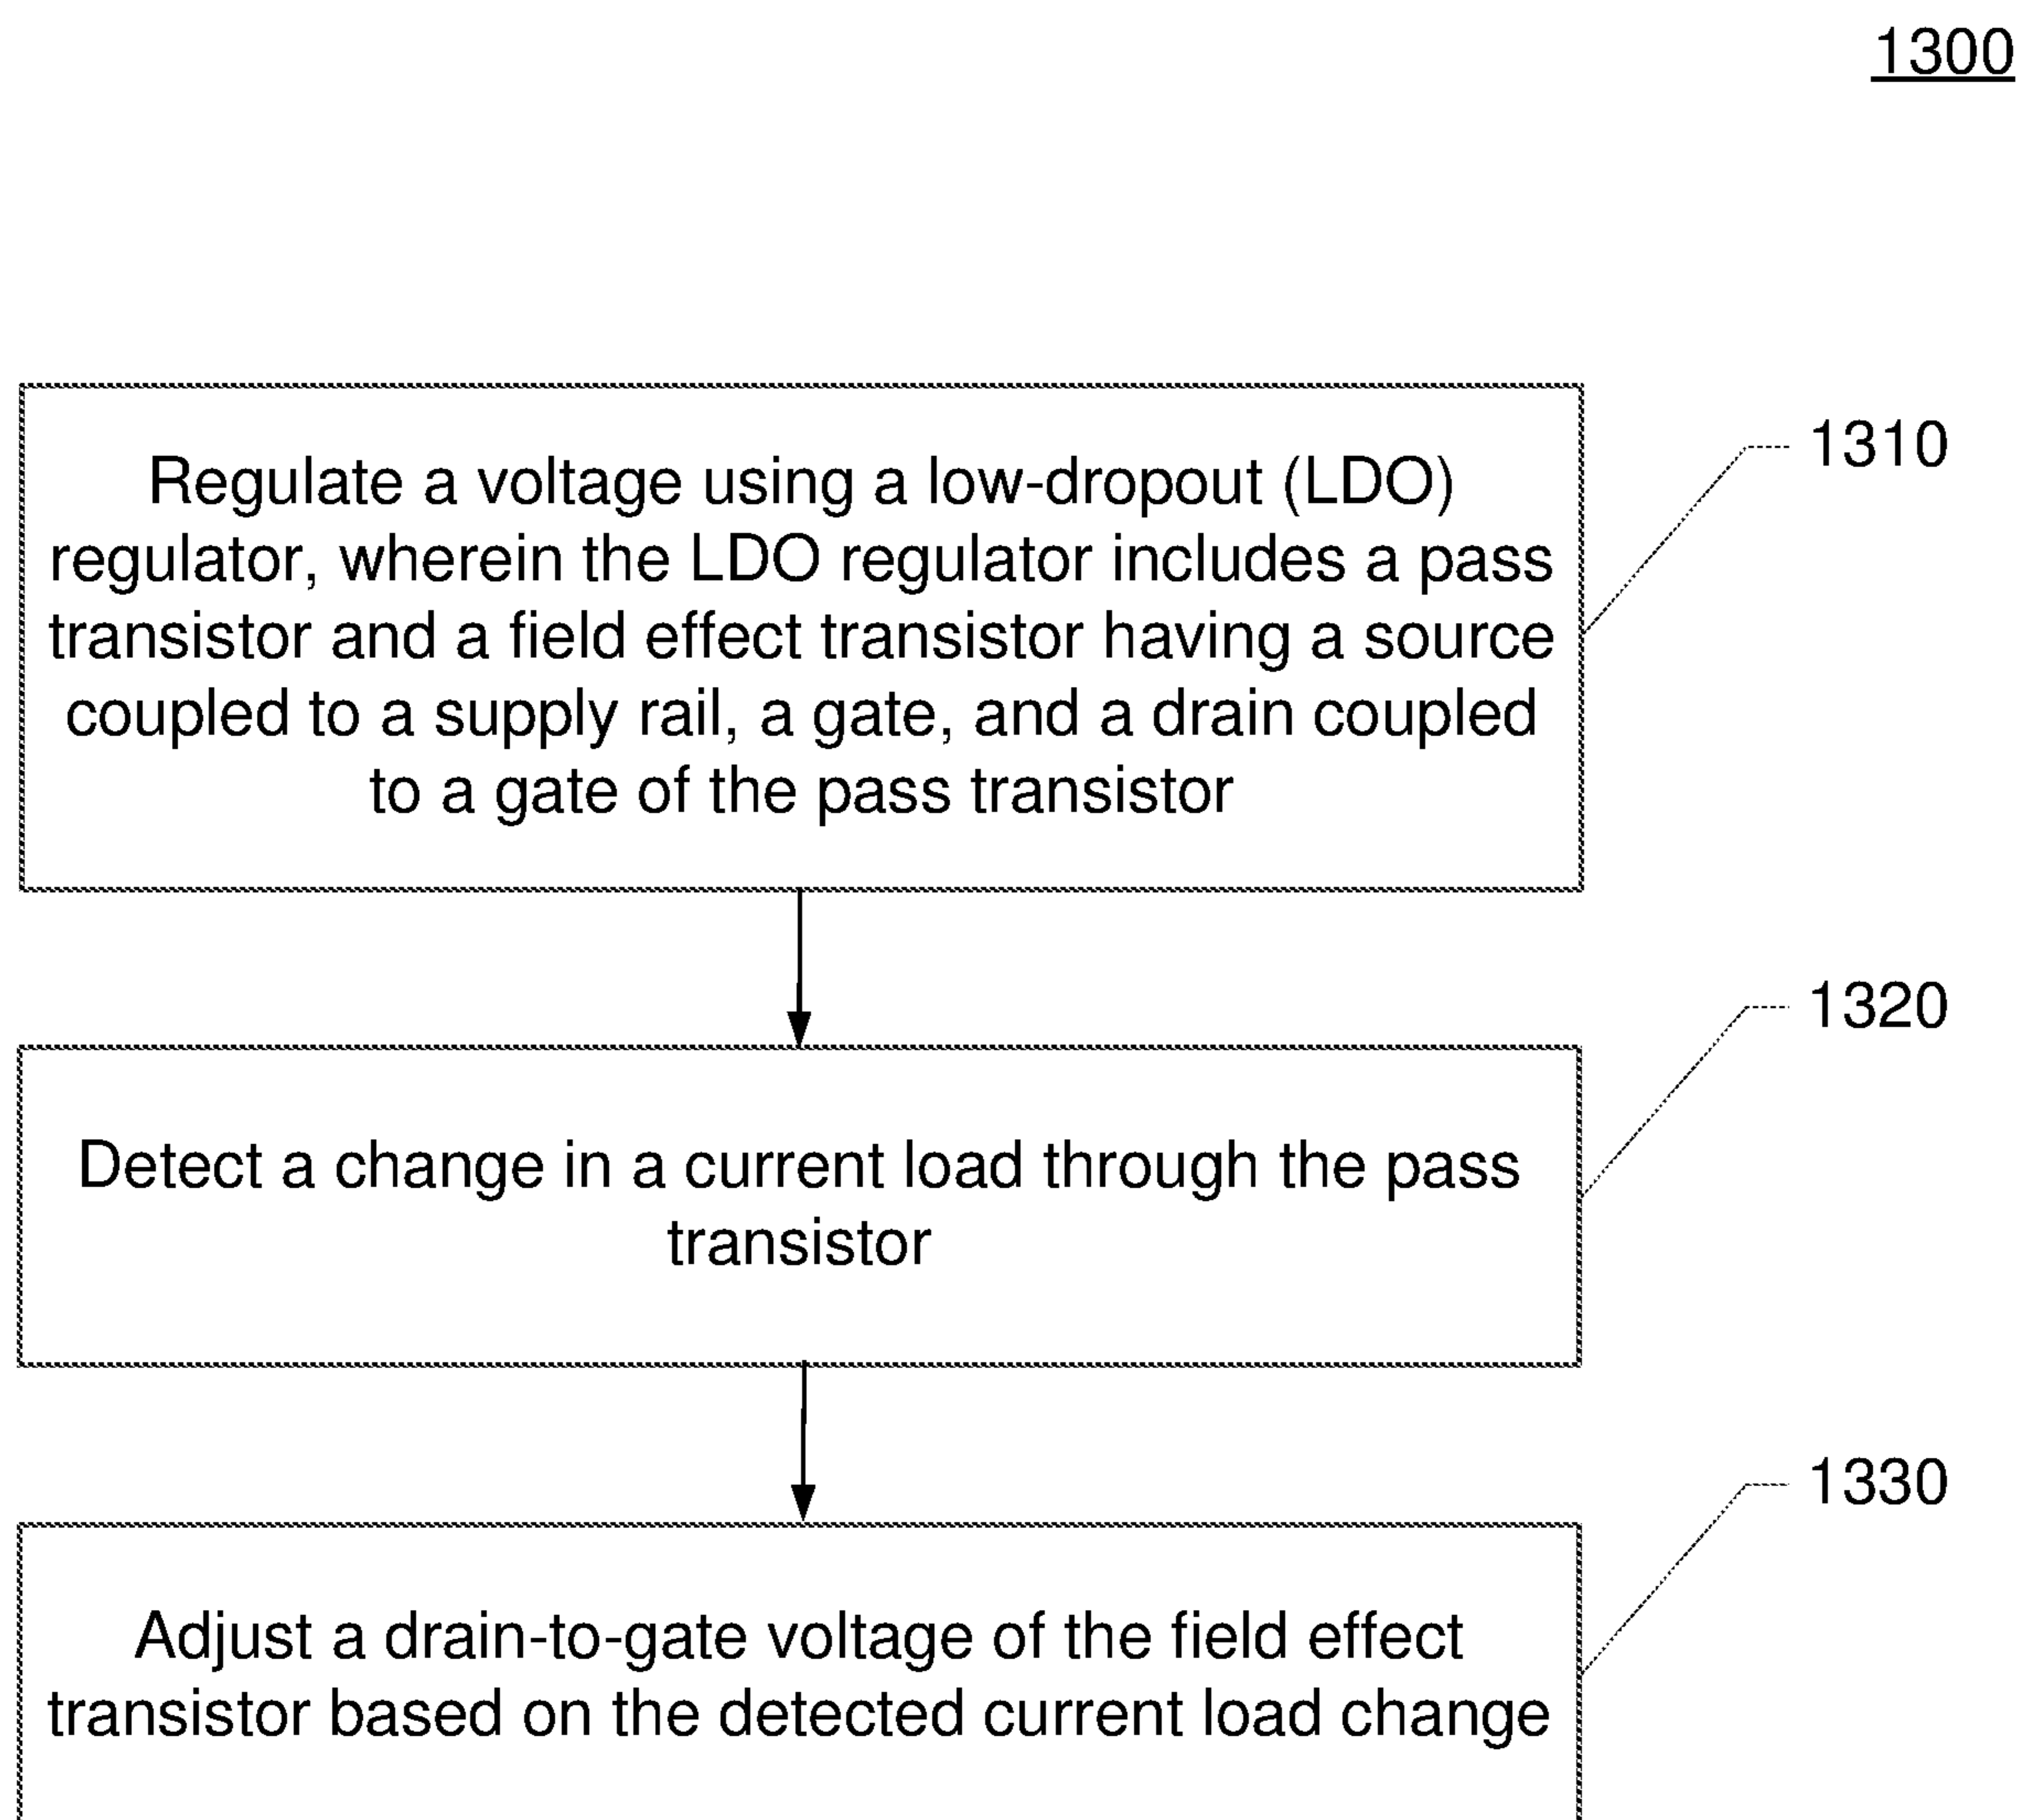 1300
Regulate a voltage using a low-dropout (LDO)
regulator, wherein the LDO regulator includes a pass
transistor and a field effect transistor having a source
coupled to a supply rail, a gate, and a drain coupled
to a gate of the pass transistor
1310
Detect a change in a current load through the pass
transistor
1320
Adjust a drain-to-gate voltage of the field effect
transistor based on the detected current load change
1330